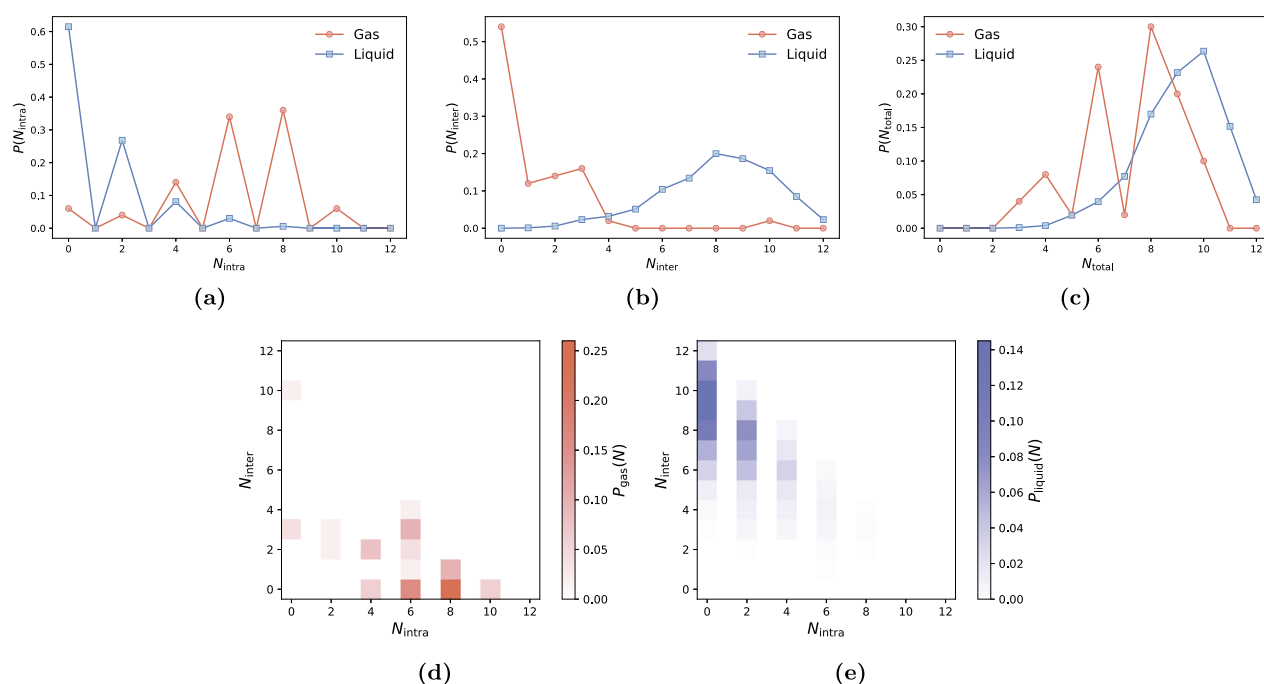 Gas
Liquid
P(N_intra)
0.6
0.5
0.4
0.3
0.2
0.1
0.0
0 2 4 6 8 10 12
N_intra
(a)
Gas
Liquid
P(N_inter)
0.5
0.4
0.3
0.2
0.1
0.0
0 2 4 6 8 10 12
N_inter
(b)
Gas
Liquid
P(N_total)
0.30
0.25
0.20
0.15
0.10
0.05
0.00
0 2 4 6 8 10 12
N_total
(c)
N_inter
12
10
8
6
4
2
0
0 2 4 6 8 10 12
N_intra
0.25
0.20
0.15
0.10
0.05
0.00
P_gas(N)
(d)
N_inter
12
10
8
6
4
2
0
0 2 4 6 8 10 12
N_intra
0.14
0.12
0.10
0.08
0.06
0.04
0.02
0.00
P_liquid(N)
(e)